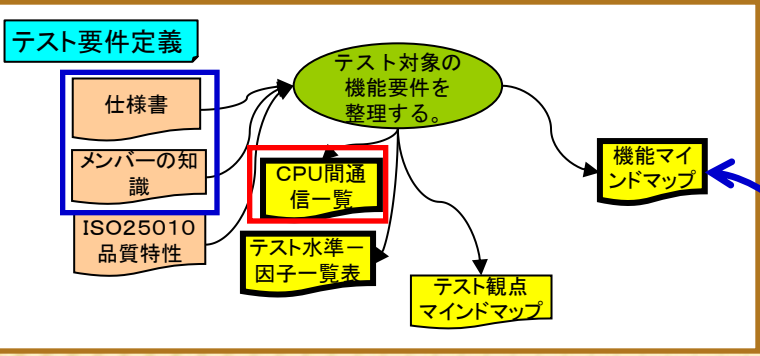 テスト要件定義
テスト対象の
機能要件を
整理する。
仕様書
メンバーの知
識
ISO25010
品質特性
CPU間通
信一覧
テスト水準－
因子一覧表
テスト観点
マインドマップ
機能マイ
ンドマップ